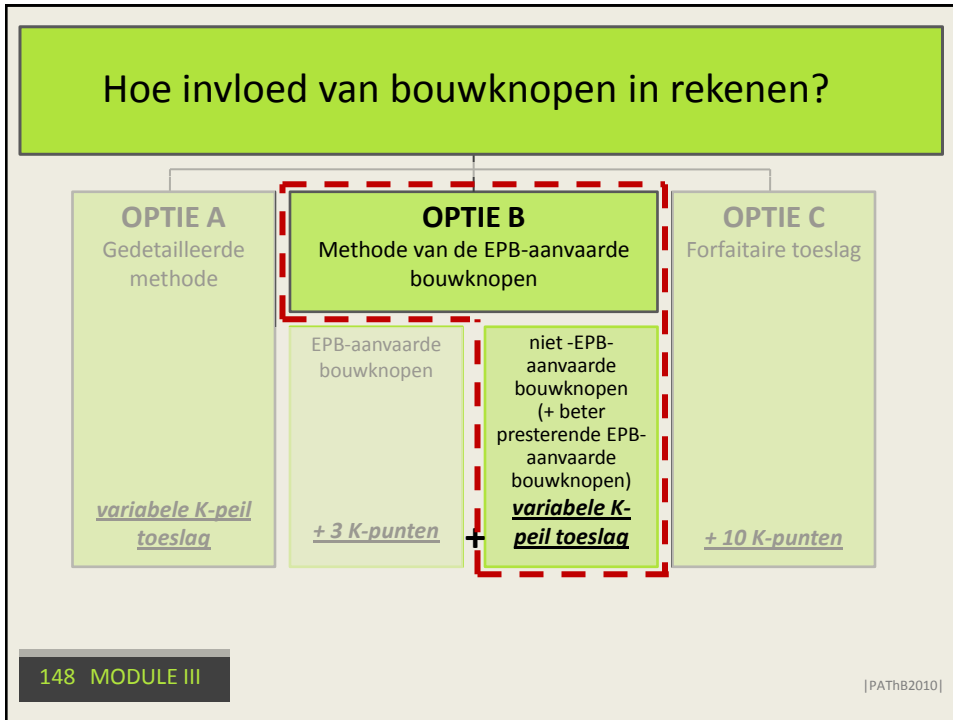 Hoe invloed van bouwknopen in rekenen?
OPTIE A
Gedetailleerde
methode
variabele K-peil
toeslag
OPTIE B
Methode van de EPB-aanvaarde
bouwknopen
EPB-aanvaarde
bouwknopen
+ 3 K-punten
+
niet -EPB-
aanvaarde
bouwknopen
(+ beter
presterende EPB-
aanvaarde
bouwknopen)
variabele K-
peil toeslag
OPTIE C
Forfaitaire toeslag
+ 10 K-punten
148 MODULE III
|PAThB2010|